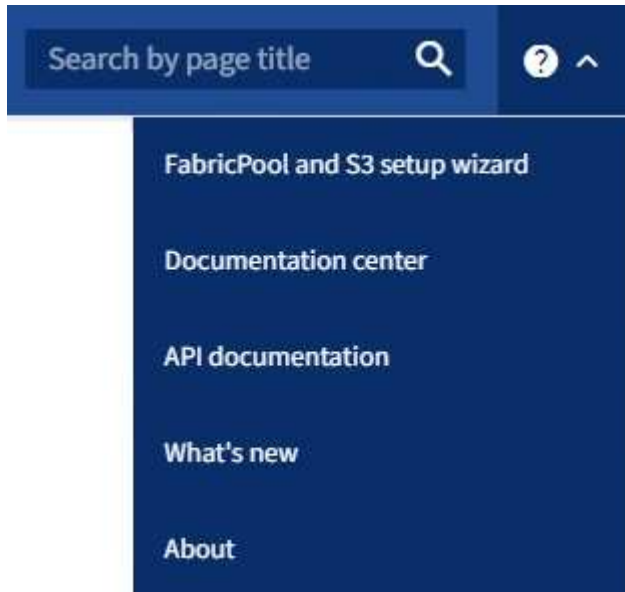 Search by page title
FabricPool and S3 setup wizard
Documentation center
API documentation
What's new
About